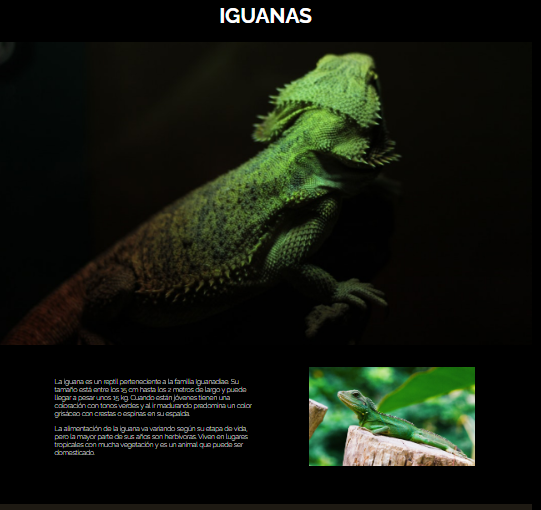 IGUANAS
La iguana es un reptil perteneciente a la familia Iguanadiae. Su
tamaño está entre los 15 cm hasta los 2 metros de largo y puede
llegar a pesar unos 15 kg. Cuando están jóvenes tienen una
coloración con tonos verdes y al ir madurando predomina un color
grisáceo con crestas o espinas en su espalda.
La alimentación de la iguana va variando según su etapa de vida,
pero la mayor parte de sus años son herbívoras. Viven en lugares
tropicales con mucha vegetación y es un animal que puede ser
domesticado.